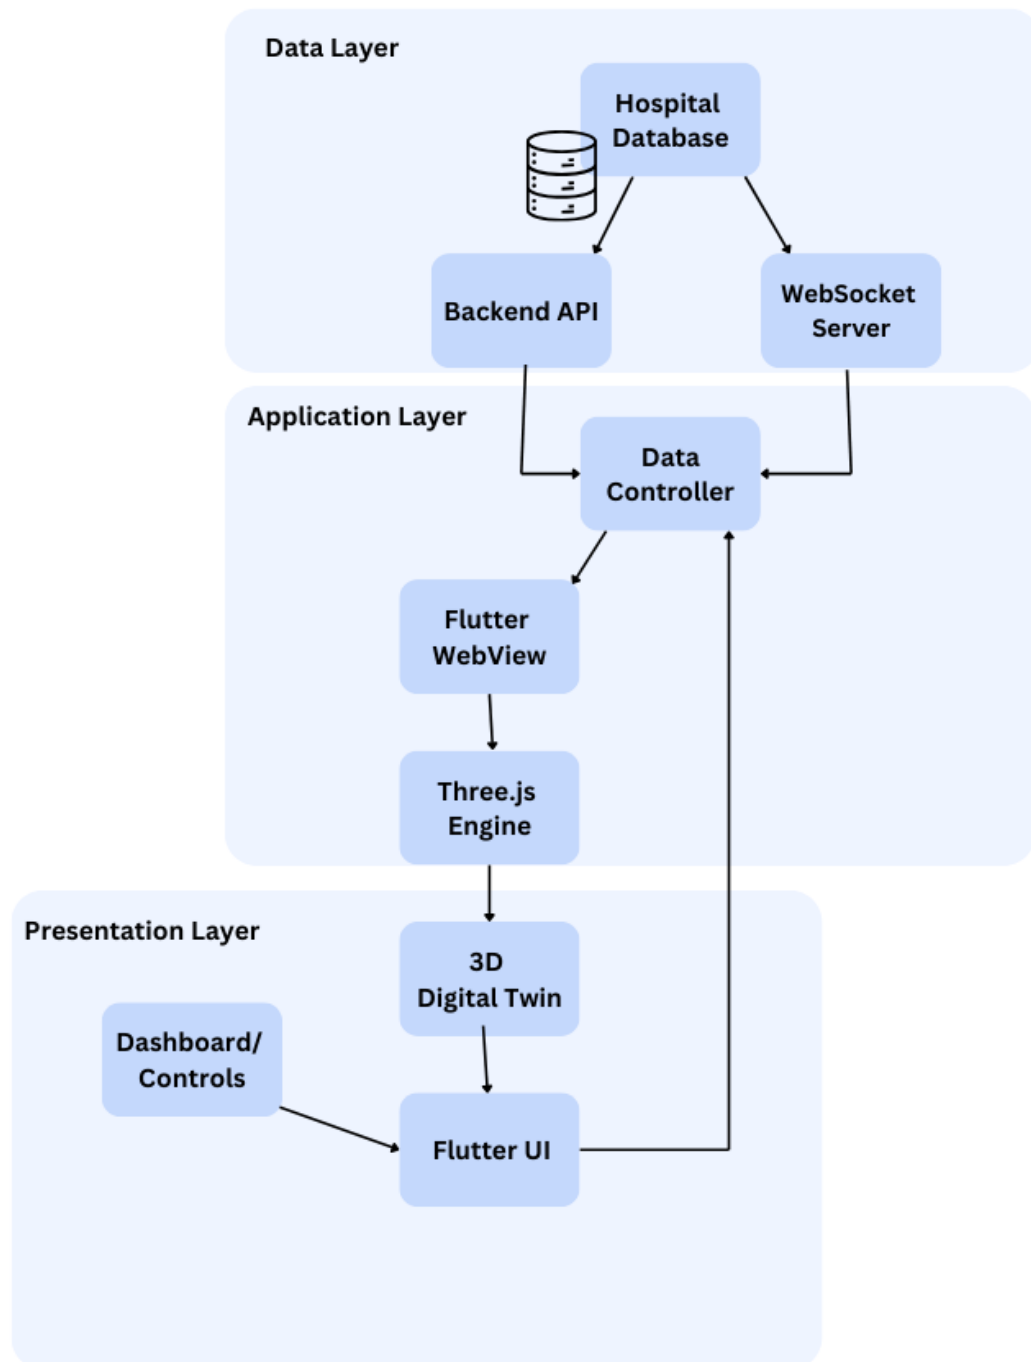 Data Layer
Hospital
Database
Backend API
WebSocket
Server
Application Layer
Data
Controller
Flutter
WebView
Three.js
Engine
Presentation Layer
3D
Digital Twin
Dashboard/
Controls
Flutter UI